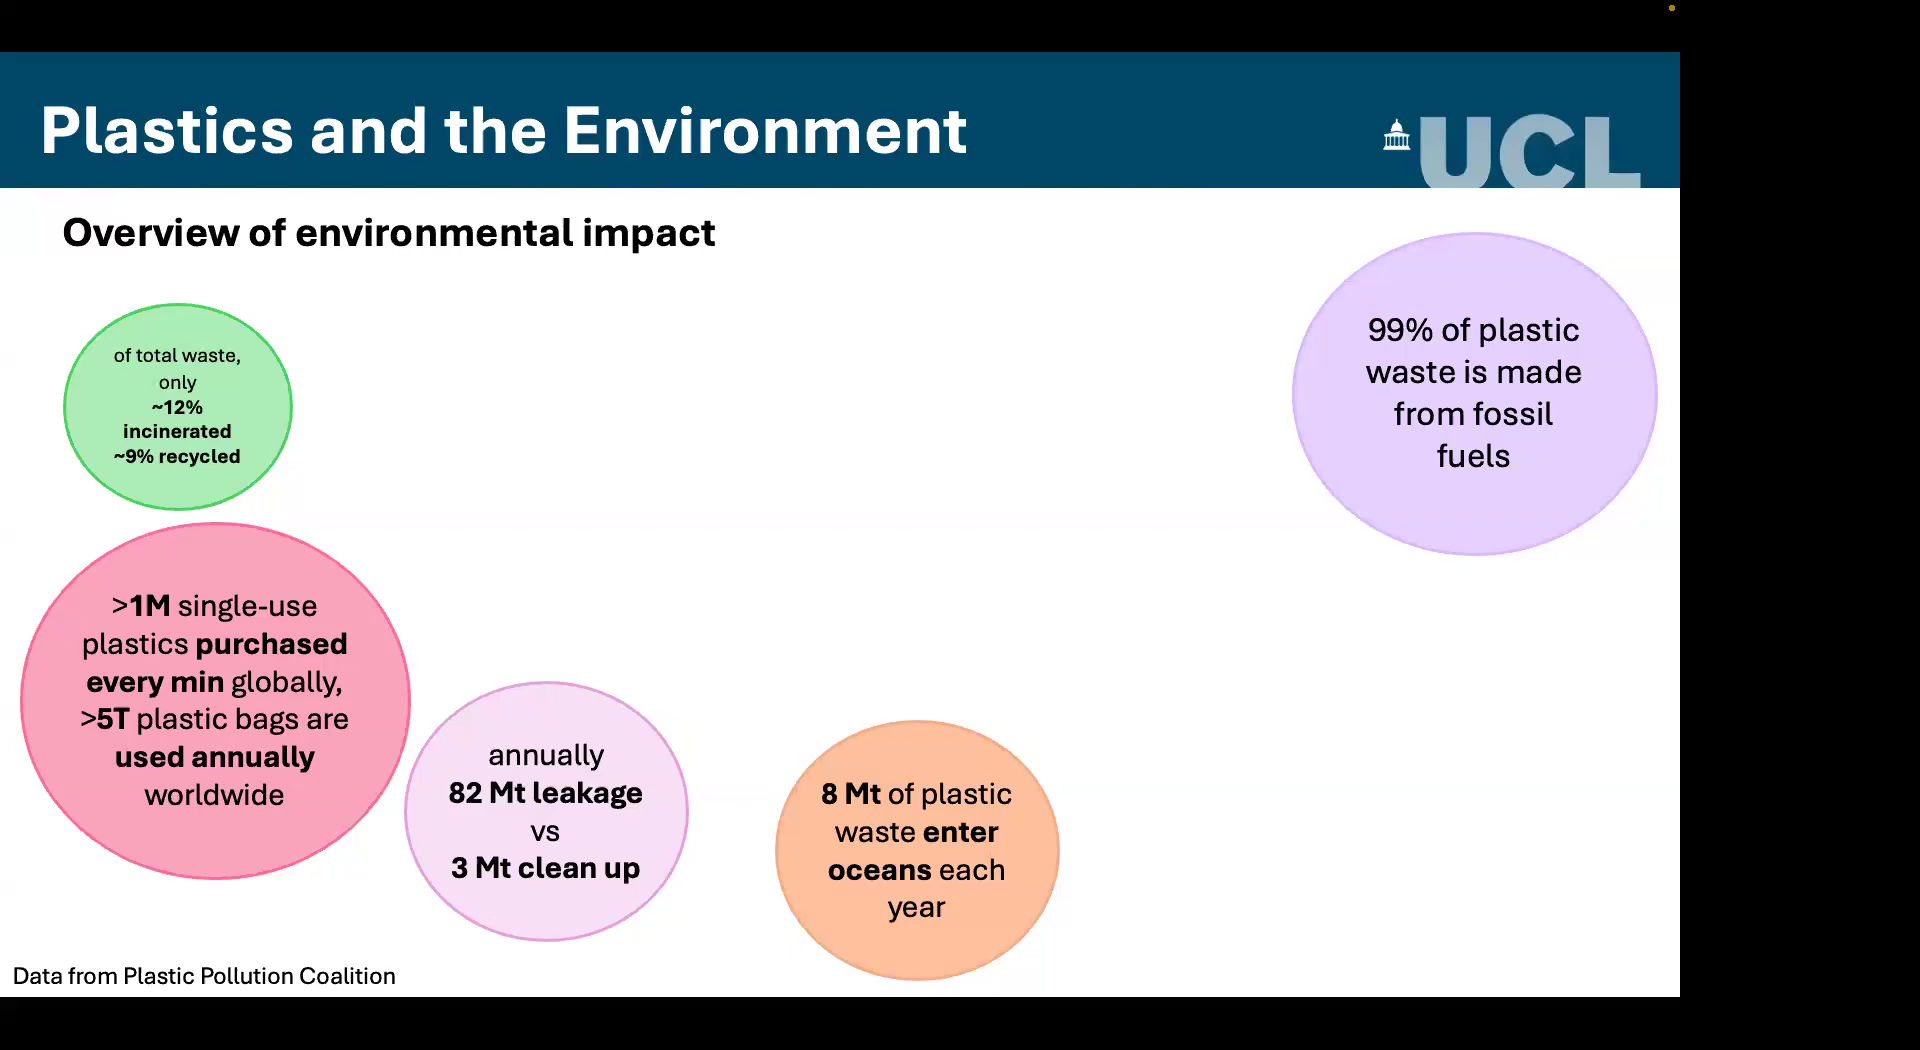 Plastics and the Environment
UCL
Overview of environmental impact
of total waste,
only
~12%
incinerated
~9% recycled
99% of plastic
waste is made
from fossil
fuels
>1M single-use
plastics purchased
every min globally,
>5T plastic bags are
used annually
worldwide
annually
82 Mt leakage
vs
3 Mt clean up
8 Mt of plastic
waste enter
oceans each
year
Data from Plastic Pollution Coalition